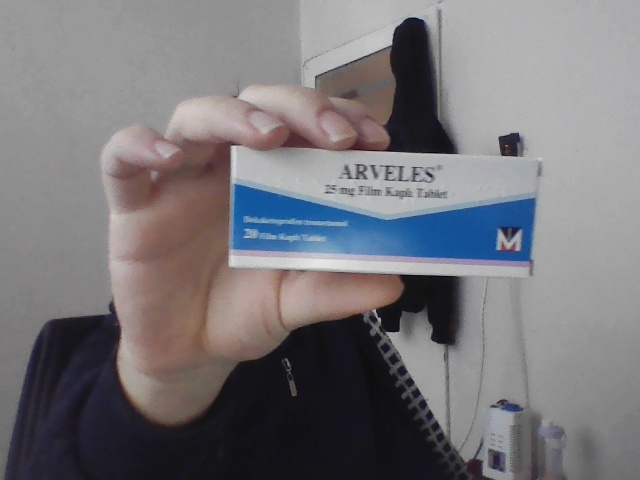 ARVELES®
25 mg Film Kaplı Tablet
Deksketoprofen trometamol
20 Film Kaplı Tablet
M